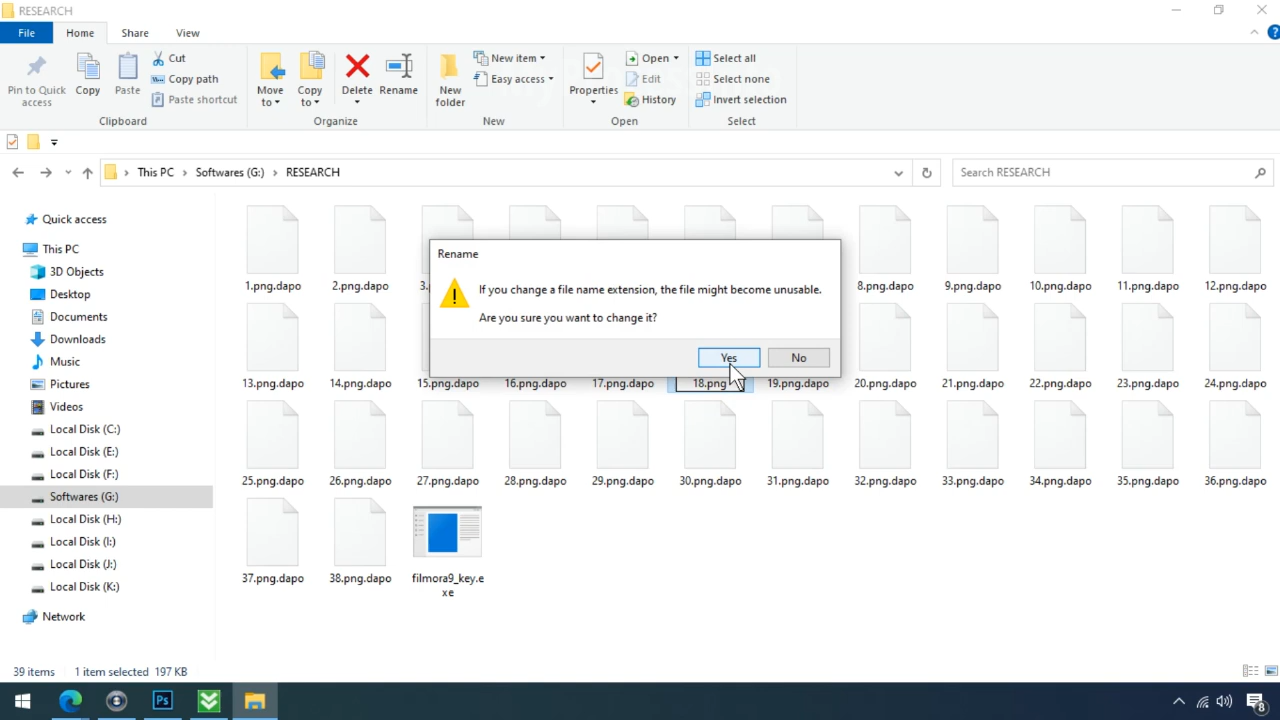 RESEARCH
File
Home
Share
View
Pin to Quick
access
Copy
Paste
Cut
Copy path
Paste shortcut
Clipboard
Move
to
Copy
to
Delete
Rename
Organize
New
folder
New item
Easy access
New
Properties
Open
Edit
History
Open
Select all
Select none
Invert selection
Select
This PC > Softwares (G:) > RESEARCH
Search RESEARCH
Quick access
This PC
3D Objects
Desktop
Documents
Downloads
Music
Pictures
Videos
Local Disk (C:)
Local Disk (E:)
Local Disk (F:)
Softwares (G:)
Local Disk (H:)
Local Disk (I:)
Local Disk (J:)
Local Disk (K:)
Network
Rename
If you change a file name extension, the file might become unusable.
Are you sure you want to change it?
Yes
No
1.png.dapo 2.png.dapo 8.png.dapo 9.png.dapo 10.png.dapo 11.png.dapo 12.png.dapo
13.png.dapo 14.png.dapo 15.png.dapo 16.png.dapo 17.png.dapo 18.png 19.png.dapo 20.png.dapo 21.png.dapo 22.png.dapo 23.png.dapo 24.png.dapo
25.png.dapo 26.png.dapo 27.png.dapo 28.png.dapo 29.png.dapo 30.png.dapo 31.png.dapo 32.png.dapo 33.png.dapo 34.png.dapo 35.png.dapo 36.png.dapo
37.png.dapo 38.png.dapo filmora9_key.e
xe
39 items 1 item selected 197 KB
Ps
8